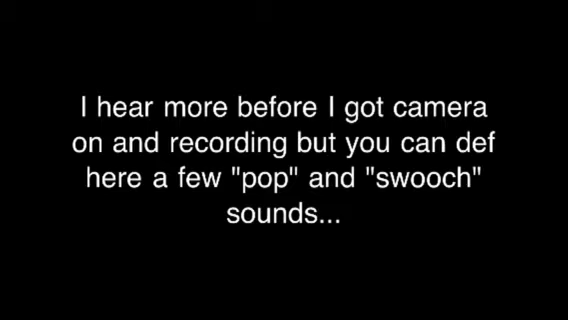 I hear more before I got camera
on and recording but you can def
here a few "pop" and "swooch"
sounds...